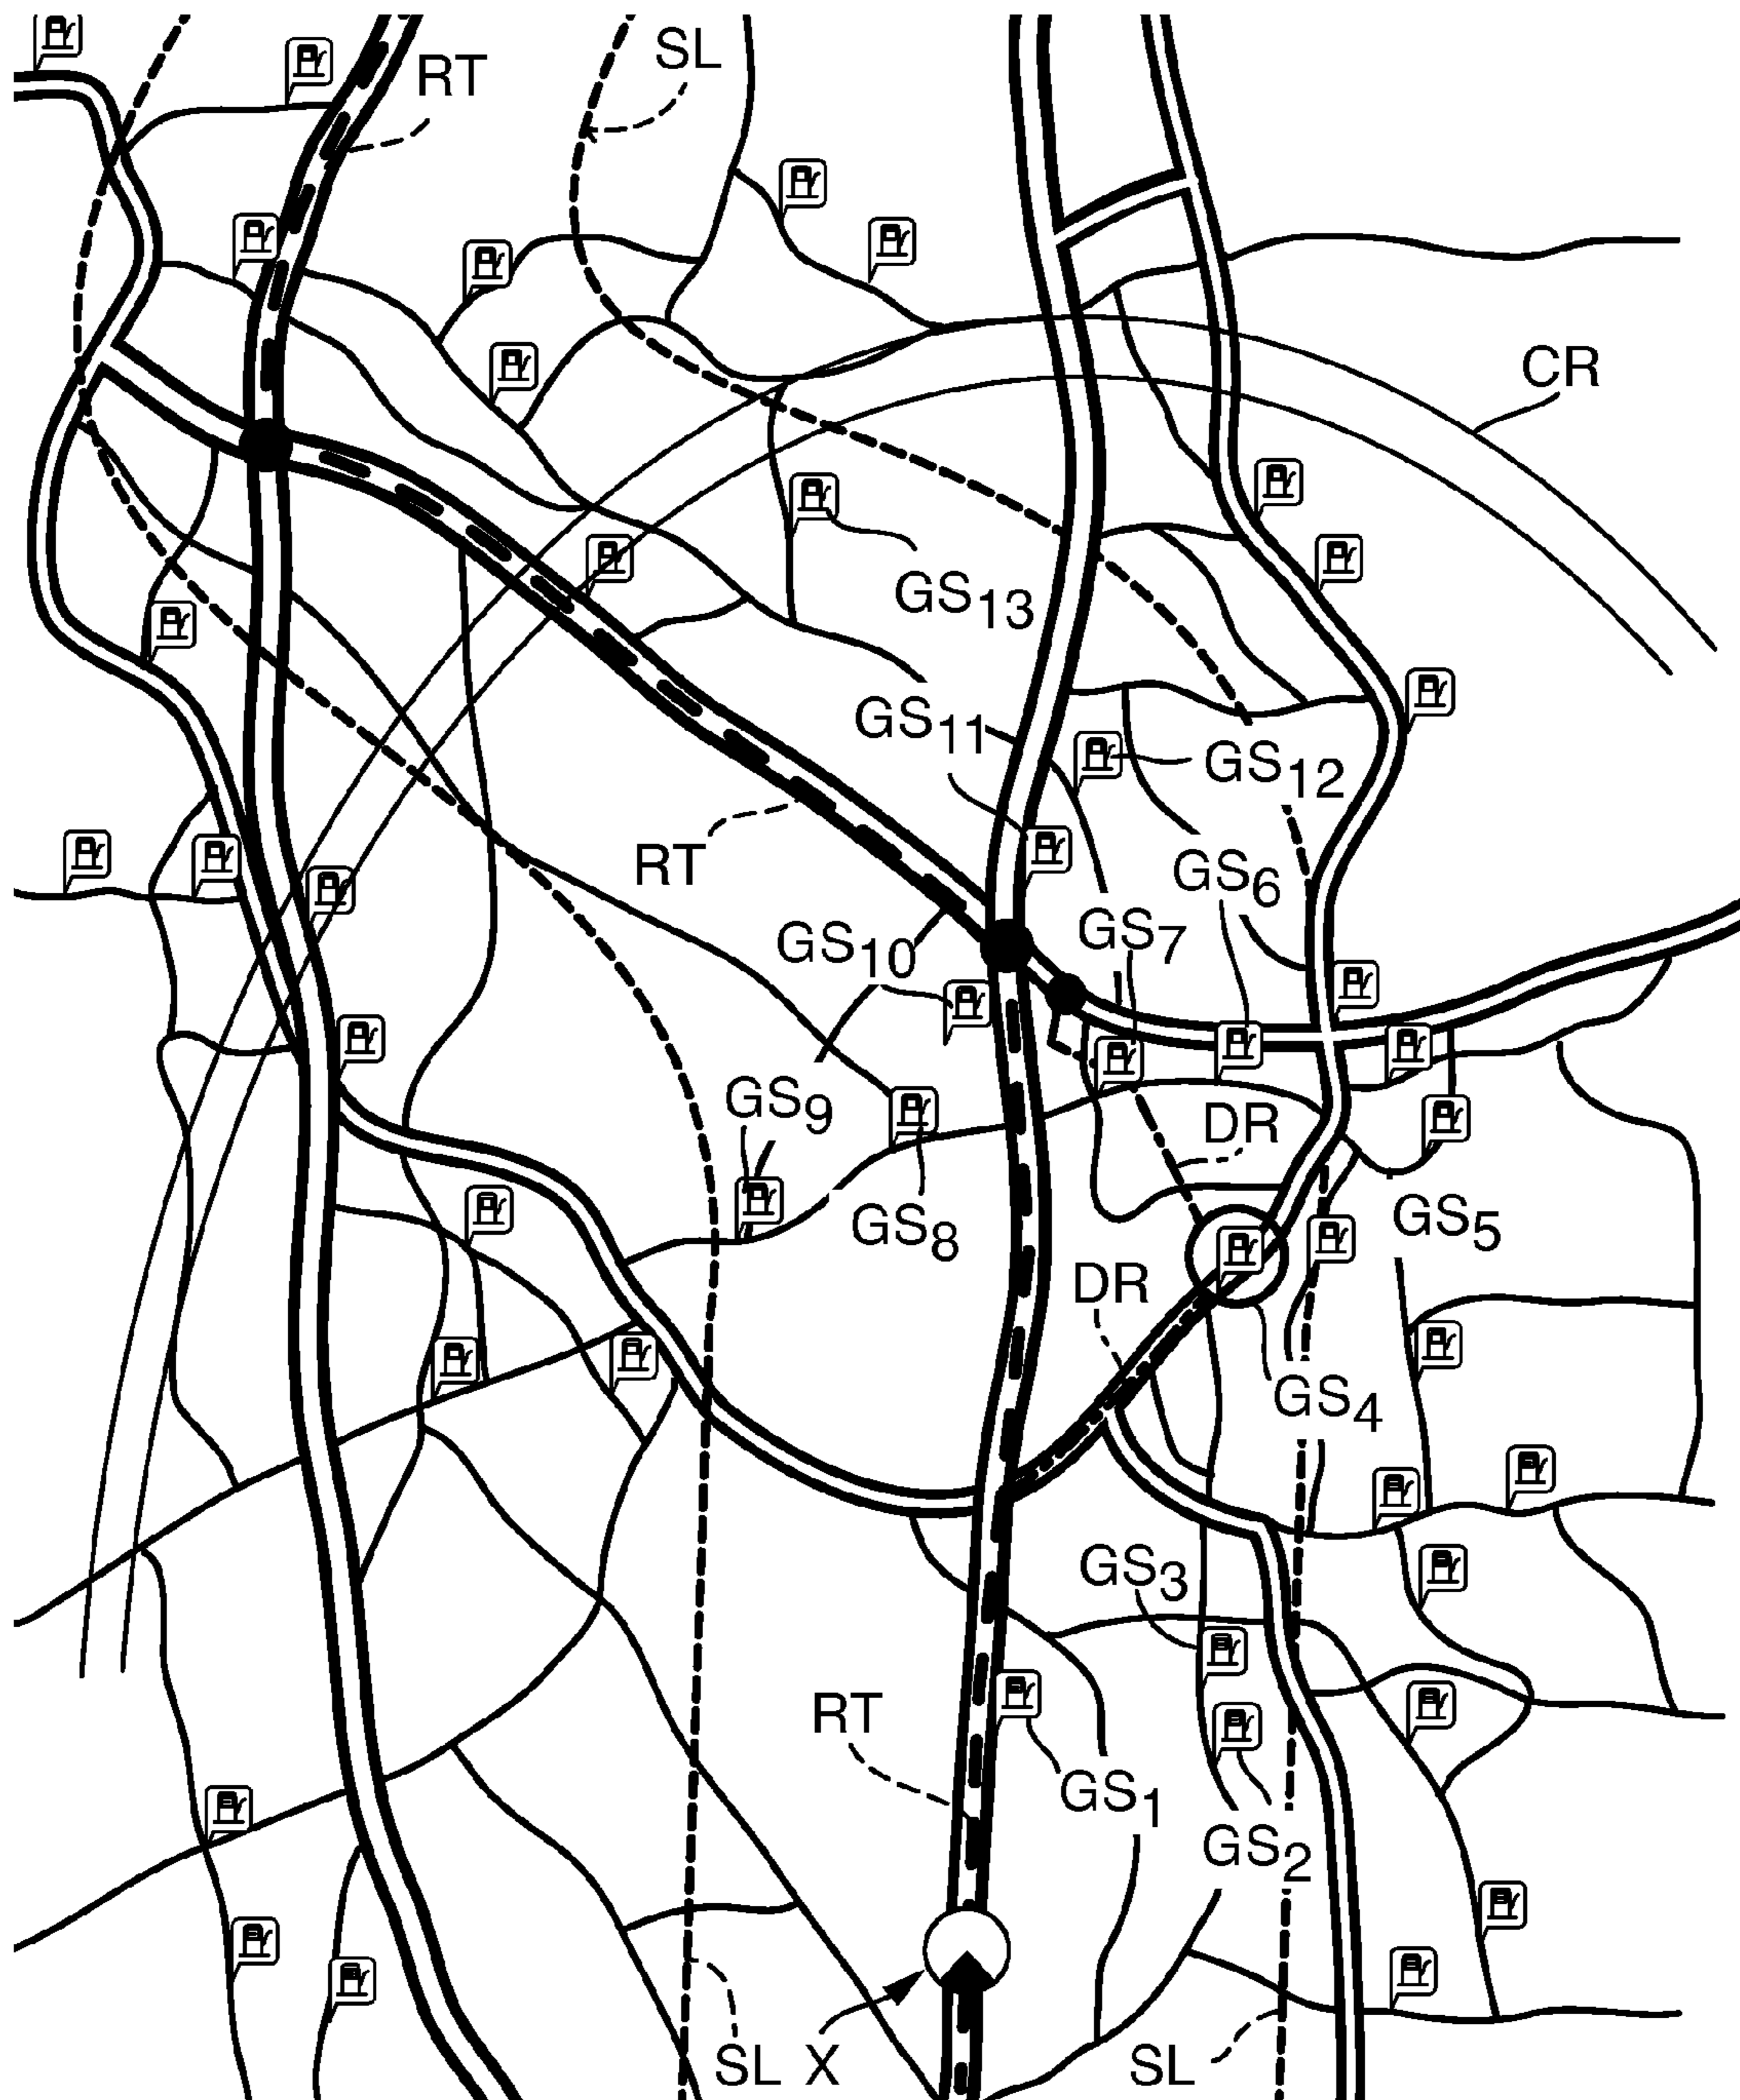 SL
RT
CR
GS13
GS11
GS12
RT
GS6
GS7
GS10
GS9
DR
GS5
GS8
DR
GS4
GS3
RT
GS1
GS2
SL X
SL